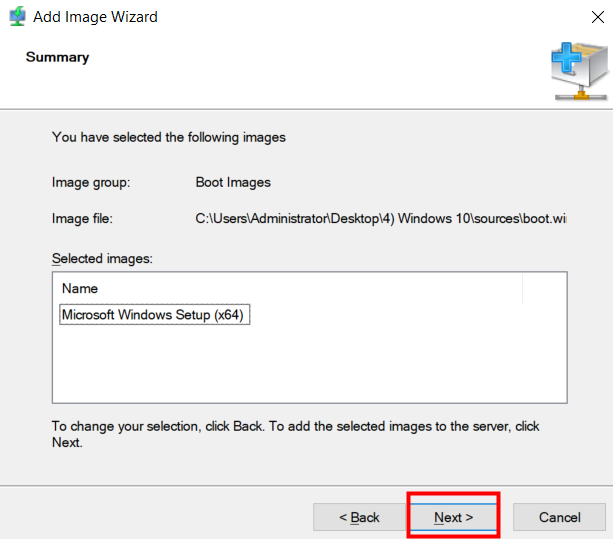 Add Image Wizard
Summary
You have selected the following images
Image group: Boot Images
Image file: C:\Users\Administrator\Desktop\4) Windows 10\sources\boot.wi
Selected images:
Name
Microsoft Windows Setup (x64)
To change your selection, click Back. To add the selected images to the server, click
Next.
< Back Next > Cancel